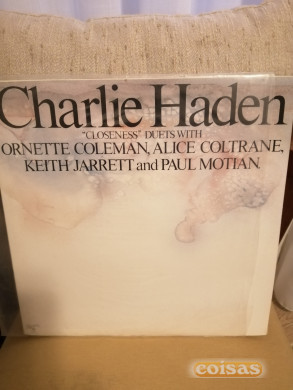 Charlie Haden
"CLOSENESS" DUETS WITH
ORNETTE COLEMAN, ALICE COLTRANE,
KEITH JARRETT and PAUL MOTIAN.
coisas